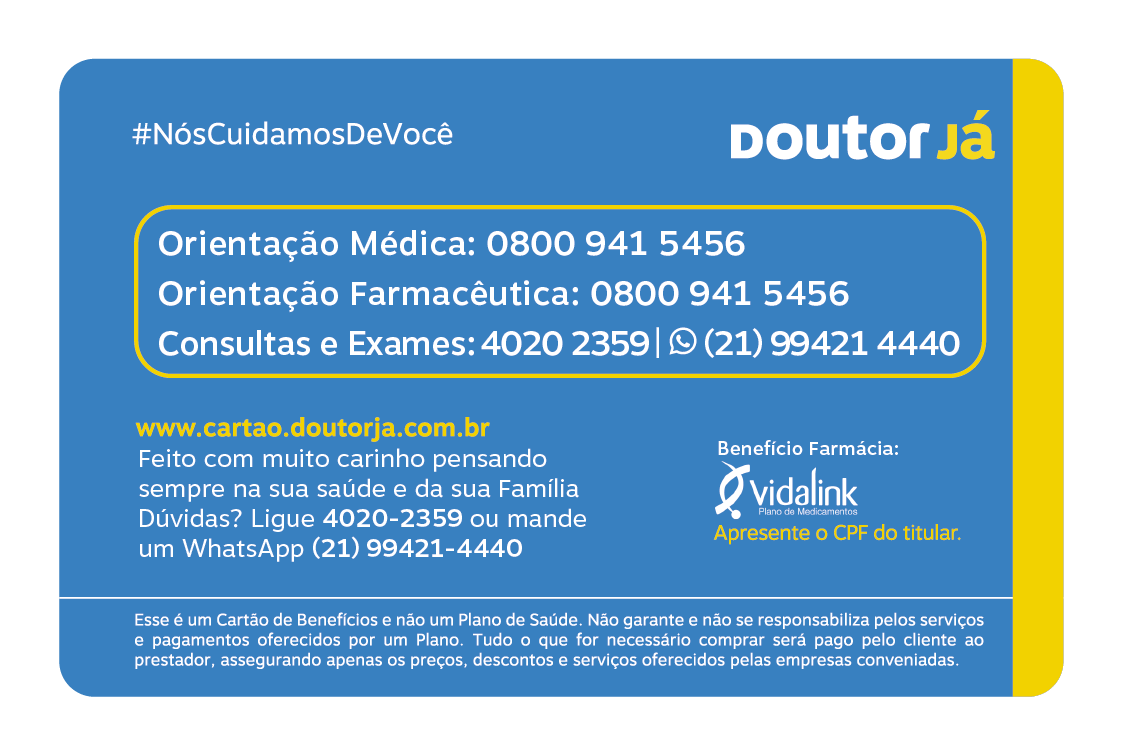 #NósCuidamosDeVocê
Doutor Já
Orientação Médica: 0800 941 5456
Orientação Farmacêutica: 0800 941 5456
Consultas e Exames: 4020 2359 | (21) 99421 4440
www.cartao.doutorja.com.br
Feito com muito carinho pensando
sempre na sua saúde e da sua Família
Dúvidas? Ligue 4020-2359 ou mande
um WhatsApp (21) 99421-4440
Benefício Farmácia:
vidalink
Plano de Medicamentos
Apresente o CPF do titular.
Esse é um Cartão de Benefícios e não um Plano de Saúde. Não garante e não se responsabiliza pelos serviços
e pagamentos oferecidos por um Plano. Tudo o que for necessário comprar será pago pelo cliente ao
prestador, assegurando apenas os preços, descontos e serviços oferecidos pelas empresas conveniadas.